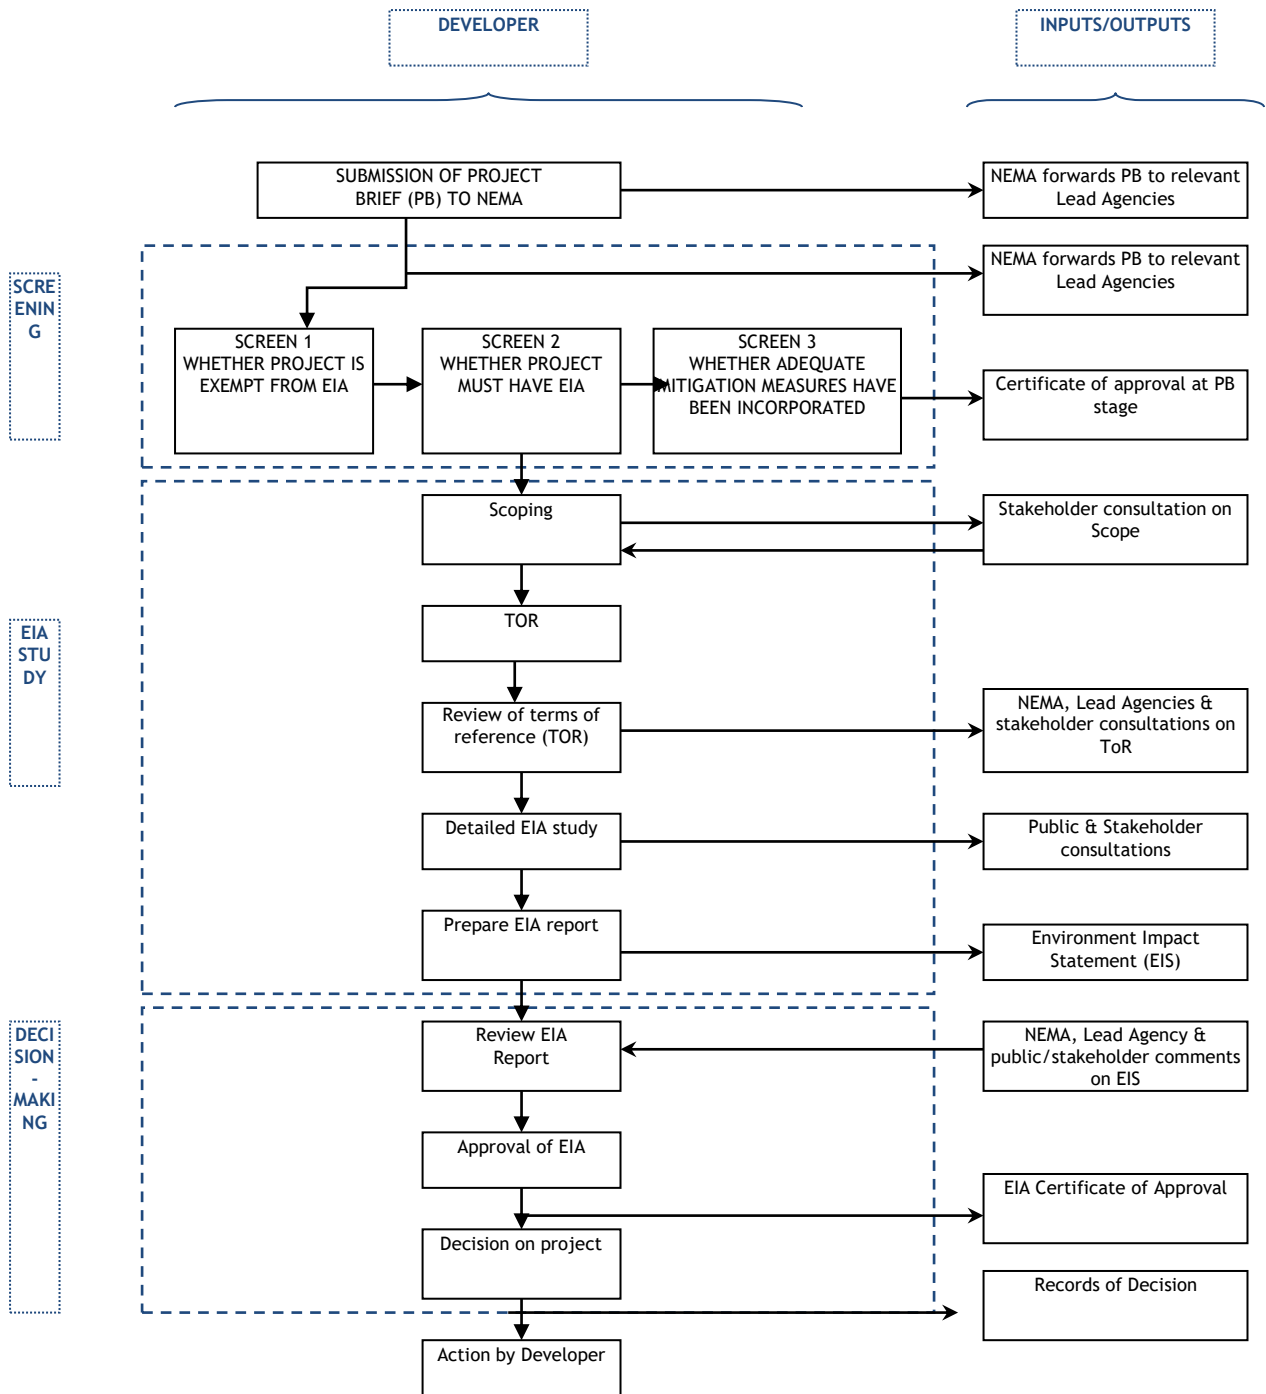 DEVELOPER
INPUTS/OUTPUTS
SUBMISSION OF PROJECT
BRIEF (PB) TO NEMA
NEMA forwards PB to relevant
Lead Agencies
NEMA forwards PB to relevant
Lead Agencies
SCRE
ENIN
G
SCREEN 1
WHETHER PROJECT IS
EXEMPT FROM EIA
SCREEN 2
WHETHER PROJECT
MUST HAVE EIA
SCREEN 3
WHETHER ADEQUATE
MITIGATION MEASURES HAVE
BEEN INCORPORATED
Certificate of approval at PB
stage
Scoping
Stakeholder consultation on
Scope
EIA
STU
DY
TOR
Review of terms of
reference (TOR)
NEMA, Lead Agencies &
stakeholder consultations on
ToR
Detailed EIA study
Public & Stakeholder
consultations
Prepare EIA report
Environment Impact
Statement (EIS)
DECI
SION
-
MAKI
NG
Review EIA
Report
NEMA, Lead Agency &
public/stakeholder comments
on EIS
Approval of EIA
EIA Certificate of Approval
Decision on project
Records of Decision
Action by Developer